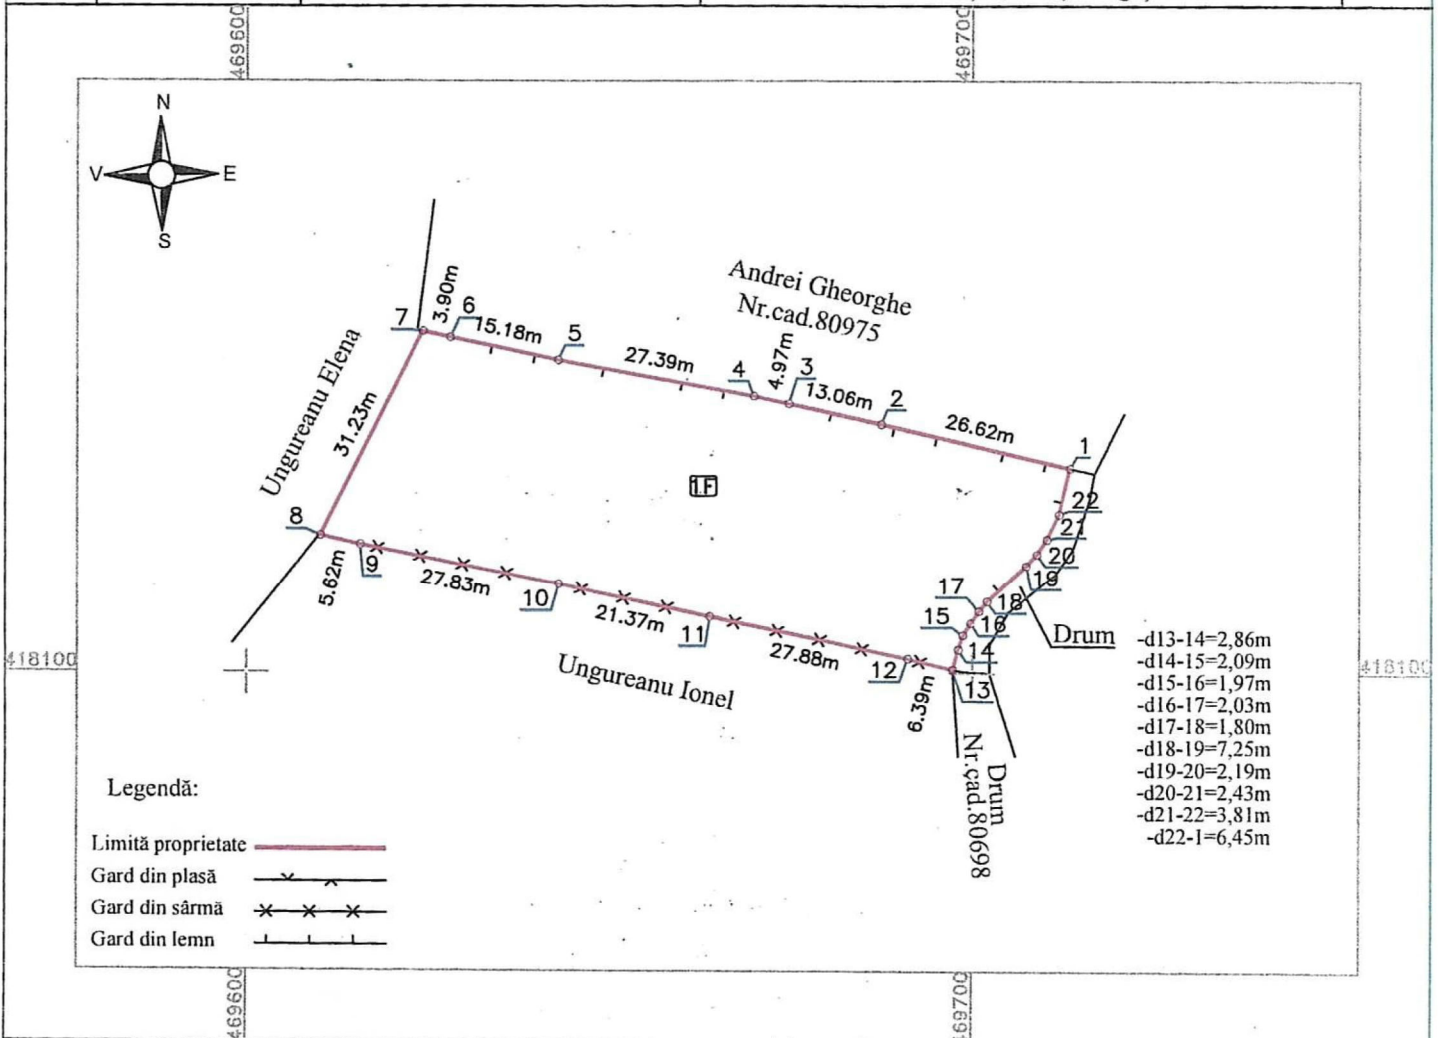 469600
469700
N
V E
S
Andrei Gheorghe
Nr.cad.80975
7
3.90m
6
15.18m
5
27.39m
4
4.97m
3
13.06m
2
26.62m
1
Ungureanu Elena
31.23m
1F
22
21
20
19
18
17
16
15
14
13
8
5.62m
9
27.83m
10
21.37m
11
27.88m
12
6.39m
Ungureanu Ionel
Drum
Drum
Nr.cad.80698
418100
418100
-d13-14=2,86m
-d14-15=2,09m
-d15-16=1,97m
-d16-17=2,03m
-d17-18=1,80m
-d18-19=7,25m
-d19-20=2,19m
-d20-21=2,43m
-d21-22=3,81m
-d22-1=6,45m
Legendă:
Limită proprietate
Gard din plasă
Gard din sârmă
Gard din lemn
469600
469700